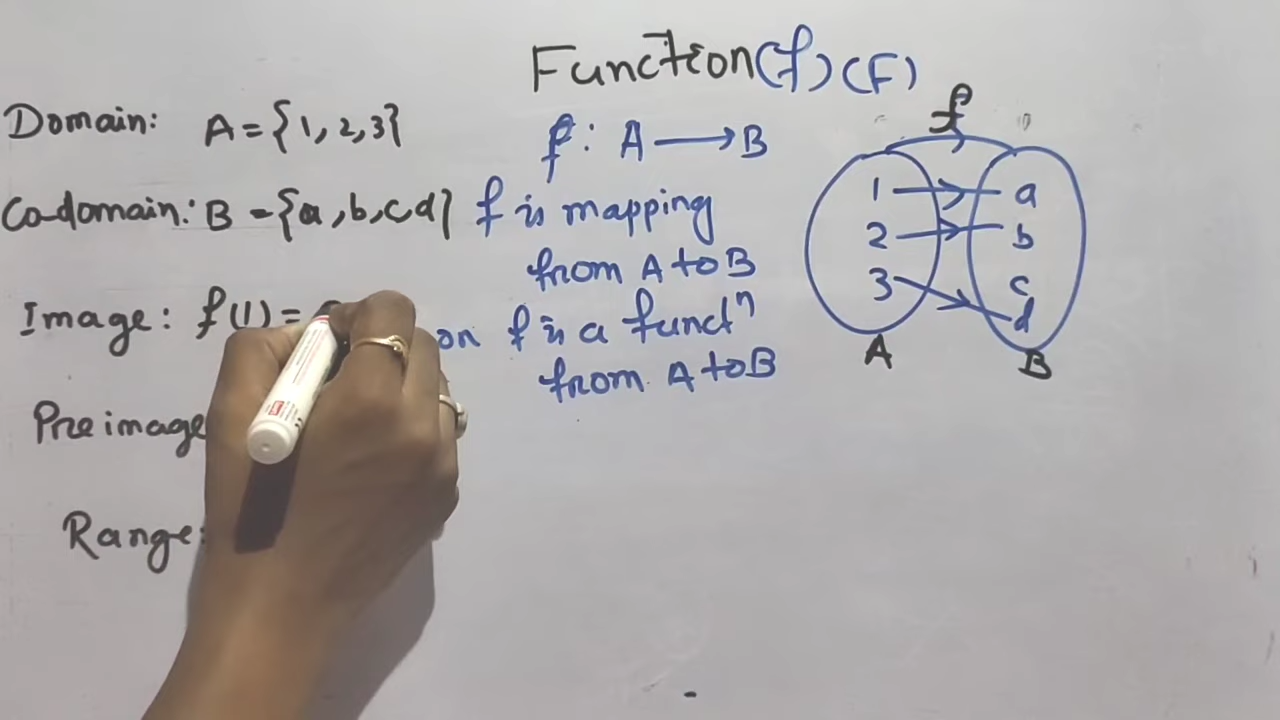 Function(f)(F)
Domain: A={1,2,3}
f: A → B
Co-domain: B ={a,b,c,d}
f is mapping
from A to B
Image: f(1)=
on f is a funct^n
from A to B
Preimage
Range:
f
1 a
2 b
3 c
d
A B